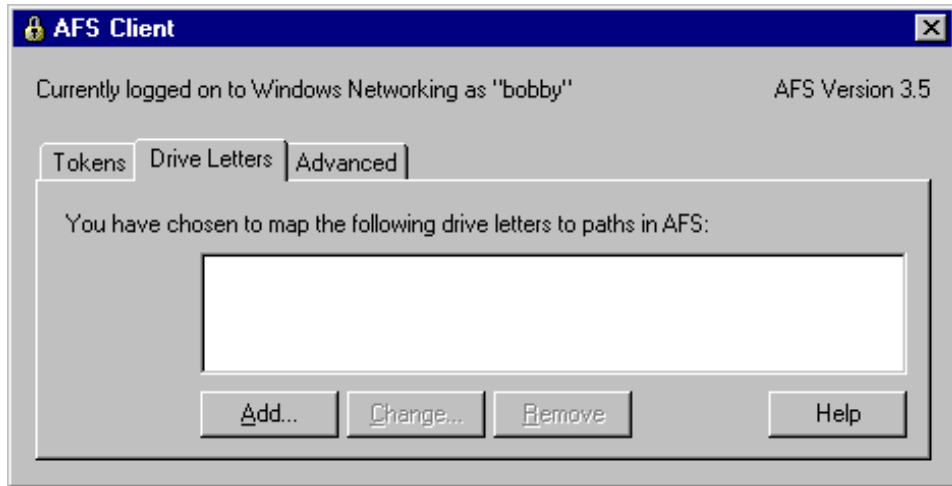 AFS Client
Currently logged on to Windows Networking as "bobby" AFS Version 3.5
Tokens Drive Letters Advanced
You have chosen to map the following drive letters to paths in AFS:
Add... Change... Remove Help